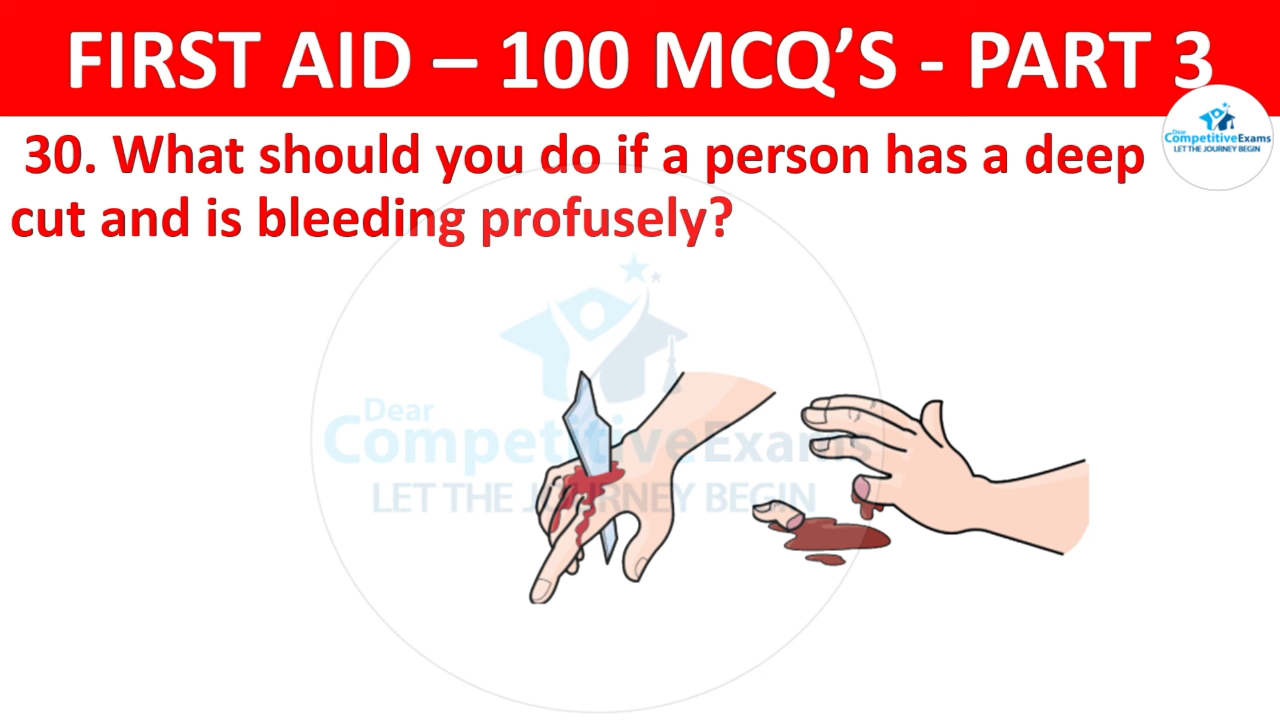 FIRST AID – 100 MCQ’S - PART 3
Dear
CompetitiveExams
LET THE JOURNEY BEGIN
30. What should you do if a person has a deep
cut and is bleeding profusely?
Dear
CompetitiveExams
LET THE JOURNEY BEGIN